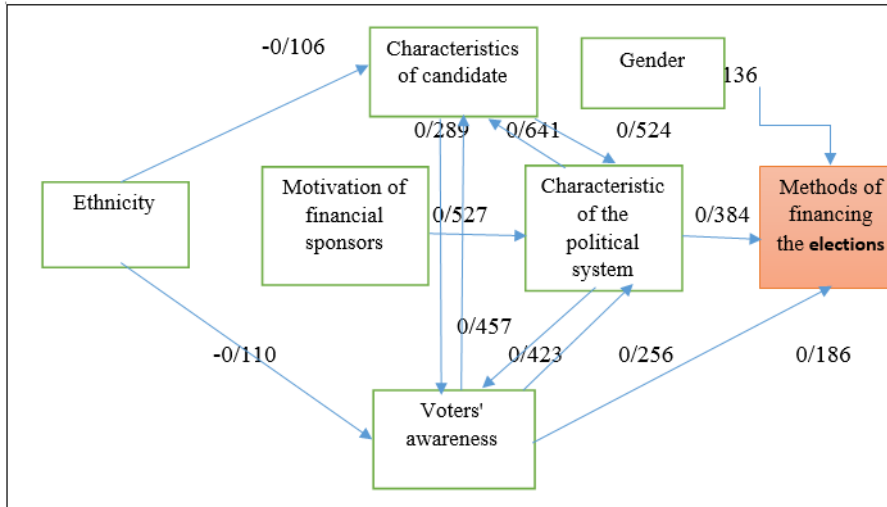 -0/106
Characteristics
of candidate
Gender
136
0/289
0/641
0/524
Ethnicity
Motivation of
financial
sponsors
0/527
Characteristic
of the
political
system
0/384
Methods of
financing
the elections
0/457
-0/110
0/423
0/256
0/186
Voters'
awareness